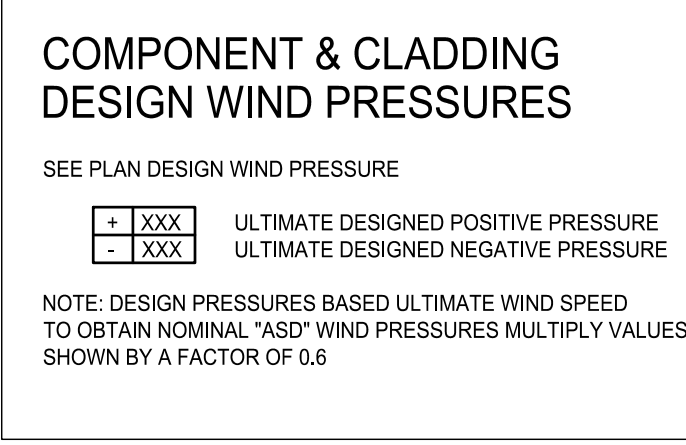 COMPONENT & CLADDING
DESIGN WIND PRESSURES
SEE PLAN DESIGN WIND PRESSURE
+ XXX ULTIMATE DESIGNED POSITIVE PRESSURE
- XXX ULTIMATE DESIGNED NEGATIVE PRESSURE
NOTE: DESIGN PRESSURES BASED ULTIMATE WIND SPEED
TO OBTAIN NOMINAL "ASD" WIND PRESSURES MULTIPLY VALUES
SHOWN BY A FACTOR OF 0.6